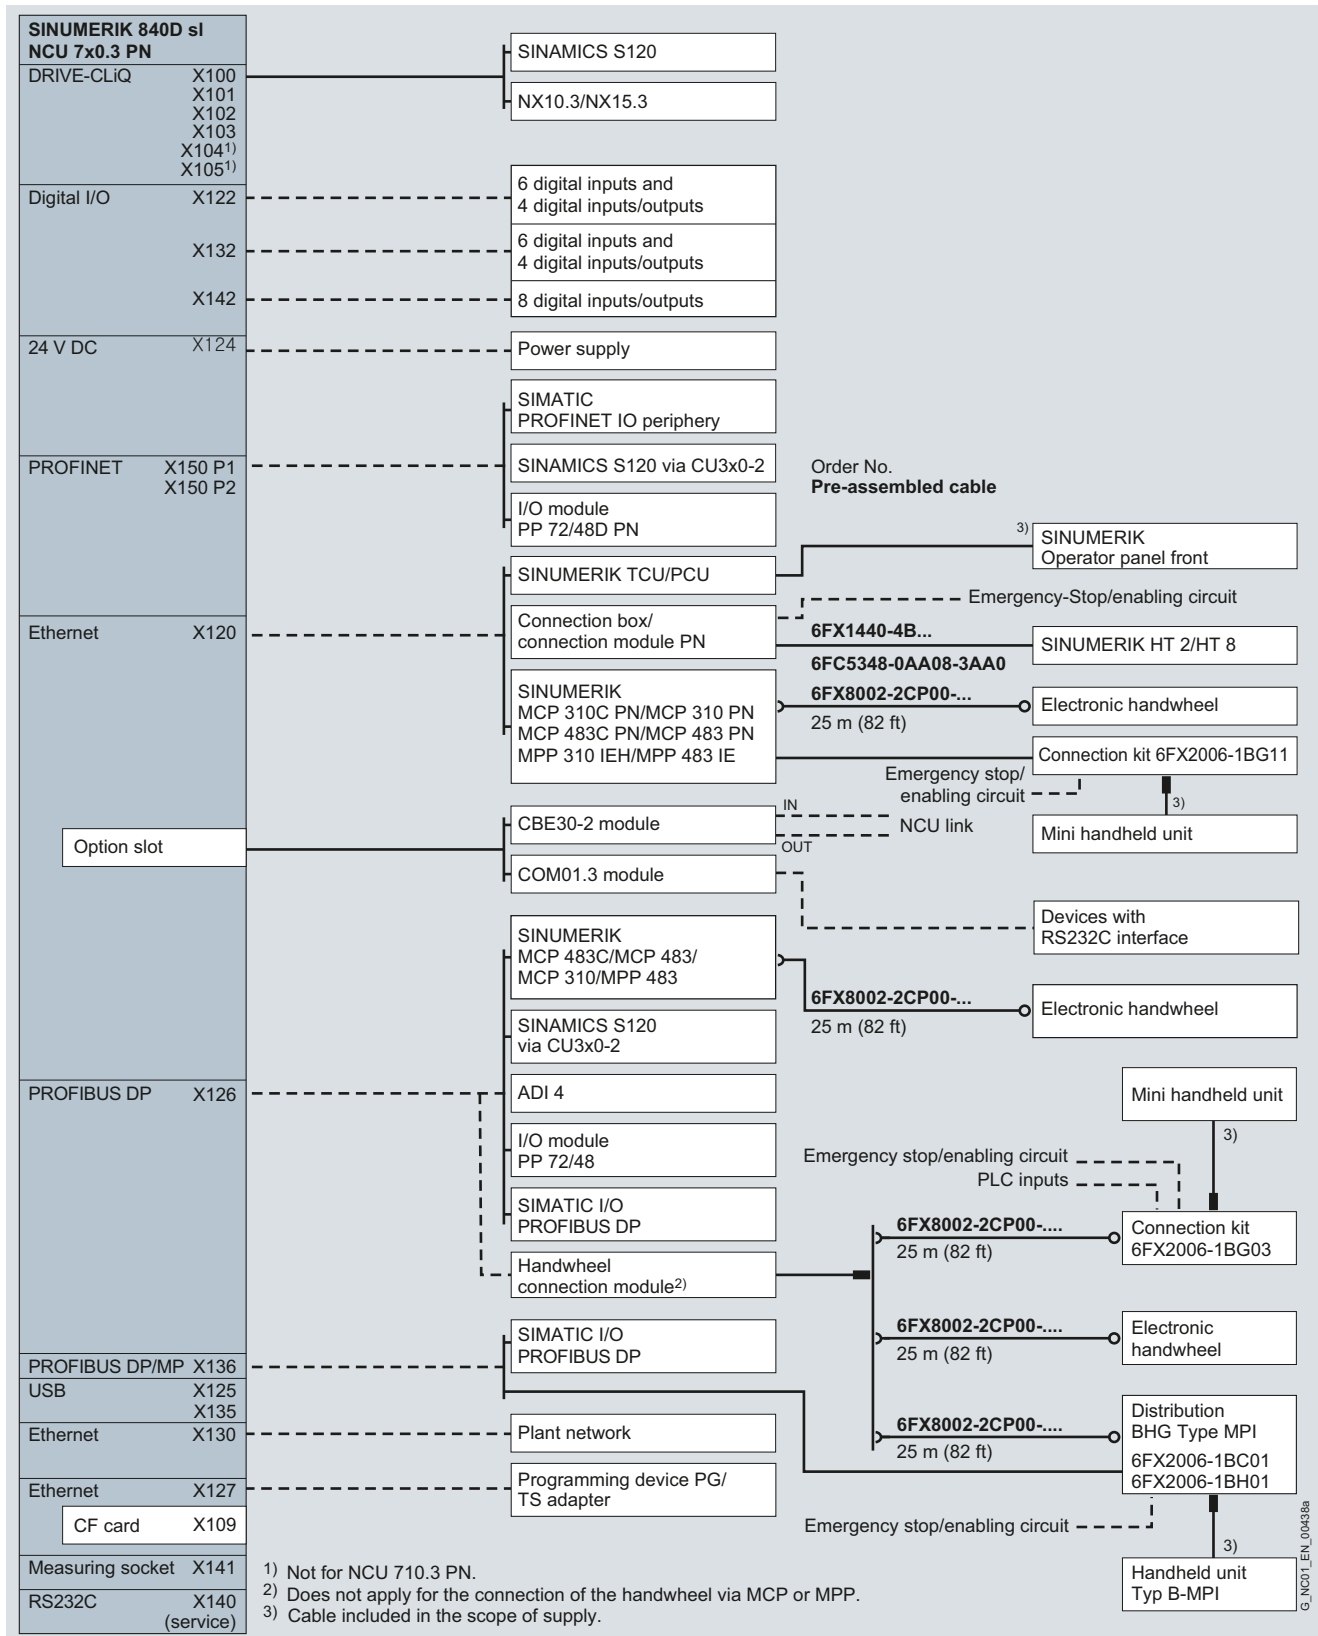 SINUMERIK 840D sl
NCU 7x0.3 PN
DRIVE-CLiQ X100
X101
X102
X103
X104 1)
X105 1)
SINAMICS S120
NX10.3/NX15.3
Digital I/O X122
6 digital inputs and
4 digital inputs/outputs
X132
6 digital inputs and
4 digital inputs/outputs
X142
8 digital inputs/outputs
24 V DC X124
Power supply
SIMATIC
PROFINET IO periphery
PROFINET X150 P1
X150 P2
SINAMICS S120 via CU3x0-2
I/O module
PP 72/48D PN
Order No.
Pre-assembled cable
SINUMERIK TCU/PCU
3)
SINUMERIK
Operator panel front
Ethernet X120
Connection box/
connection module PN
Emergency-Stop/enabling circuit
6FX1440-4B...
6FC5348-0AA08-3AA0
SINUMERIK HT 2/HT 8
SINUMERIK
MCP 310C PN/MCP 310 PN
MCP 483C PN/MCP 483 PN
MPP 310 IEH/MPP 483 IE
6FX8002-2CP00-...
25 m (82 ft)
Electronic handwheel
Connection kit 6FX2006-1BG11
Emergency stop/
enabling circuit
3)
Mini handheld unit
Option slot
CBE30-2 module
IN
NCU link
OUT
COM01.3 module
Devices with
RS232C interface
SINUMERIK
MCP 483C/MCP 483/
MCP 310/MPP 483
6FX8002-2CP00-...
25 m (82 ft)
Electronic handwheel
SINAMICS S120
via CU3x0-2
PROFIBUS DP X126
ADI 4
I/O module
PP 72/48
SIMATIC I/O
PROFIBUS DP
Handwheel
connection module 2)
Mini handheld unit
3)
Emergency stop/enabling circuit
PLC inputs
6FX8002-2CP00-....
25 m (82 ft)
Connection kit
6FX2006-1BG03
6FX8002-2CP00-....
25 m (82 ft)
Electronic
handwheel
6FX8002-2CP00-....
25 m (82 ft)
Distribution
BHG Type MPI
6FX2006-1BC01
6FX2006-1BH01
Emergency stop/enabling circuit
3)
Handheld unit
Typ B-MPI
PROFIBUS DP/MP X136
SIMATIC I/O
PROFIBUS DP
USB X125
X135
Ethernet X130
Plant network
Ethernet X127
Programming device PG/
TS adapter
CF card X109
Measuring socket X141
RS232C X140
(service)
1) Not for NCU 710.3 PN.
2) Does not apply for the connection of the handwheel via MCP or MPP.
3) Cable included in the scope of supply.
G_NC01_EN_00438a